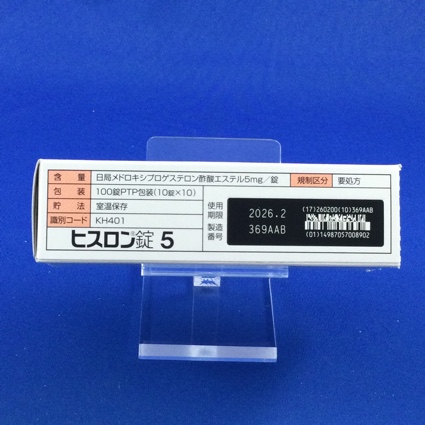 含量 日局メドロキシプロゲステロン酢酸エステル5mg/錠 規制区分 要処方
包装 100錠PTP包装(10錠×10)
貯法 室温保存
識別コード KH401
ヒスロン®錠 5
使用期限 2026.2
製造番号 369AAB
(17)260200(10)369AAB
(01)14987057008902